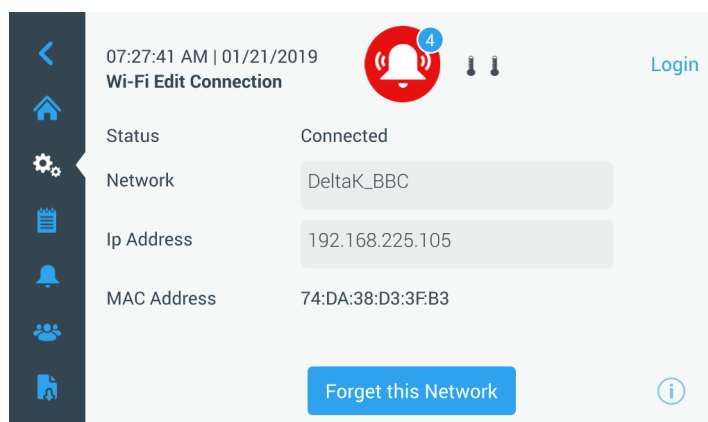 07:27:41 AM | 01/21/2019
4
Login
Wi-Fi Edit Connection
Status Connected
Network DeltaK_BBC
Ip Address 192.168.225.105
MAC Address 74:DA:38:D3:3F:B3
Forget this Network
i